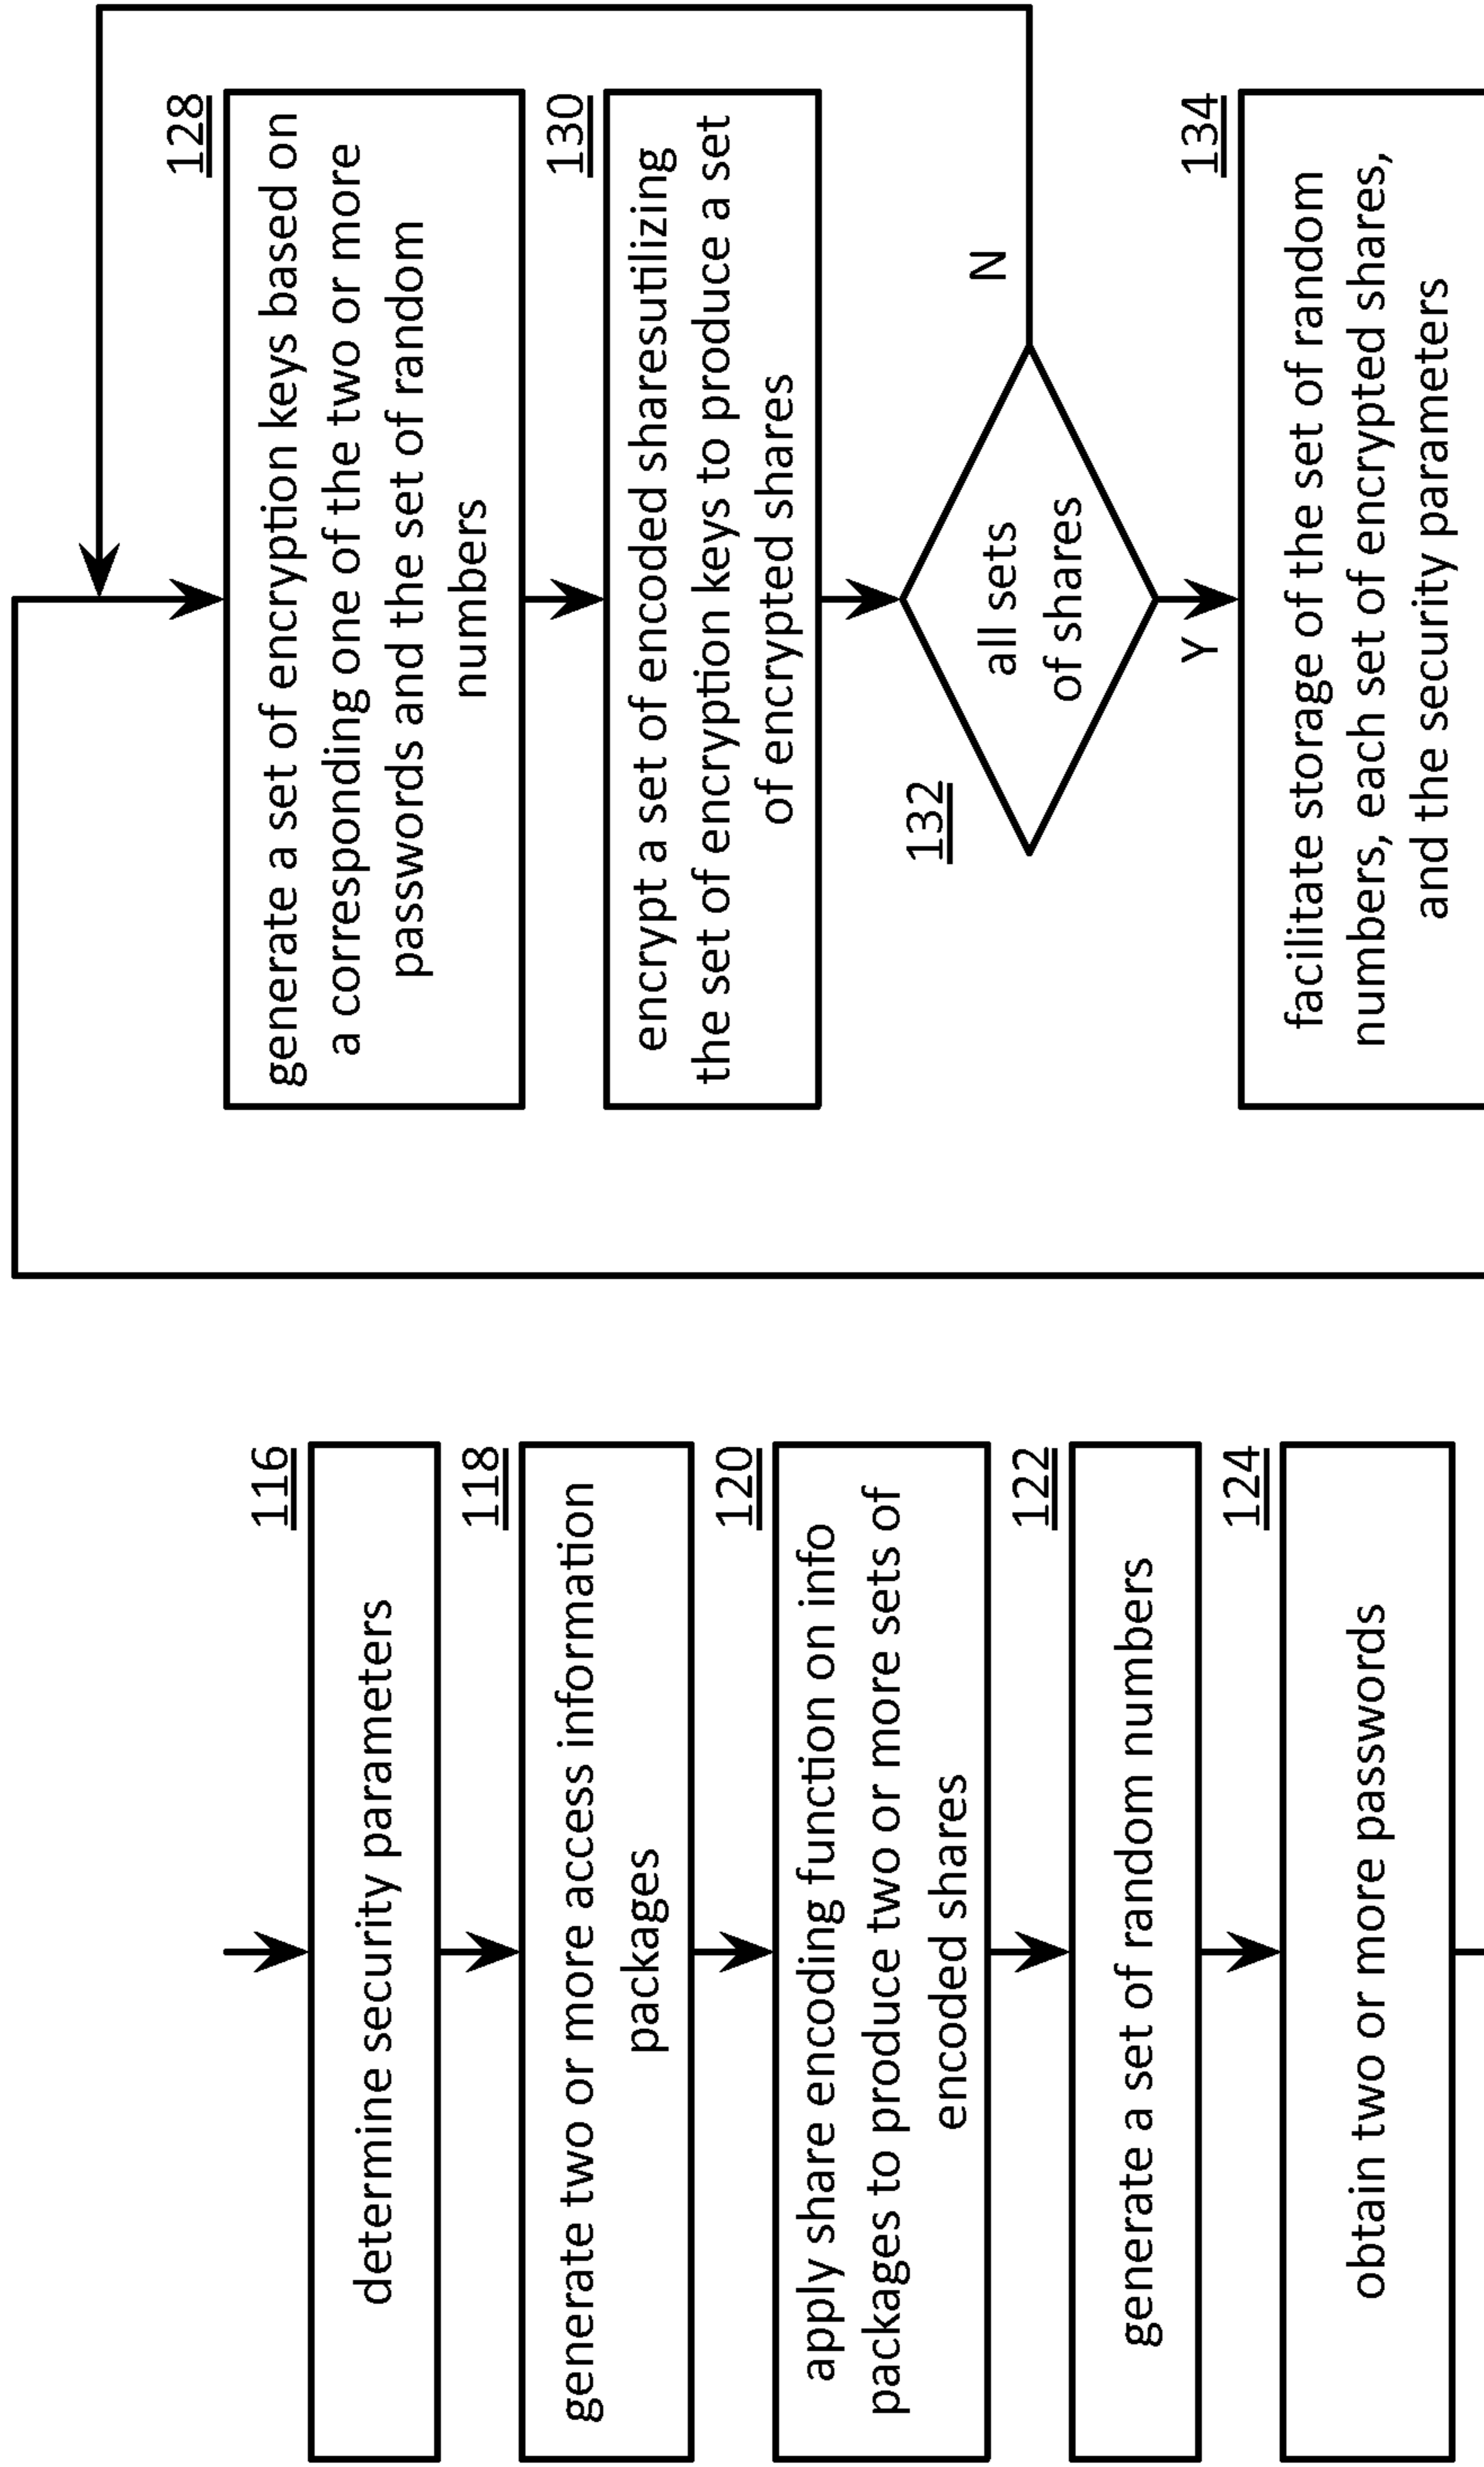 116
determine security parameters
118
generate two or more access information
packages
120
apply share encoding function on info
packages to produce two or more sets of
encoded shares
122
generate a set of random numbers
124
obtain two or more passwords
128
generate a set of encryption keys based on
a corresponding one of the two or more
passwords and the set of random
numbers
130
encrypt a set of encoded sharesutilizing
the set of encryption keys to produce a set
of encrypted shares
132
all sets
of shares
N
Y
134
facilitate storage of the set of random
numbers, each set of encrypted shares,
and the security parameters